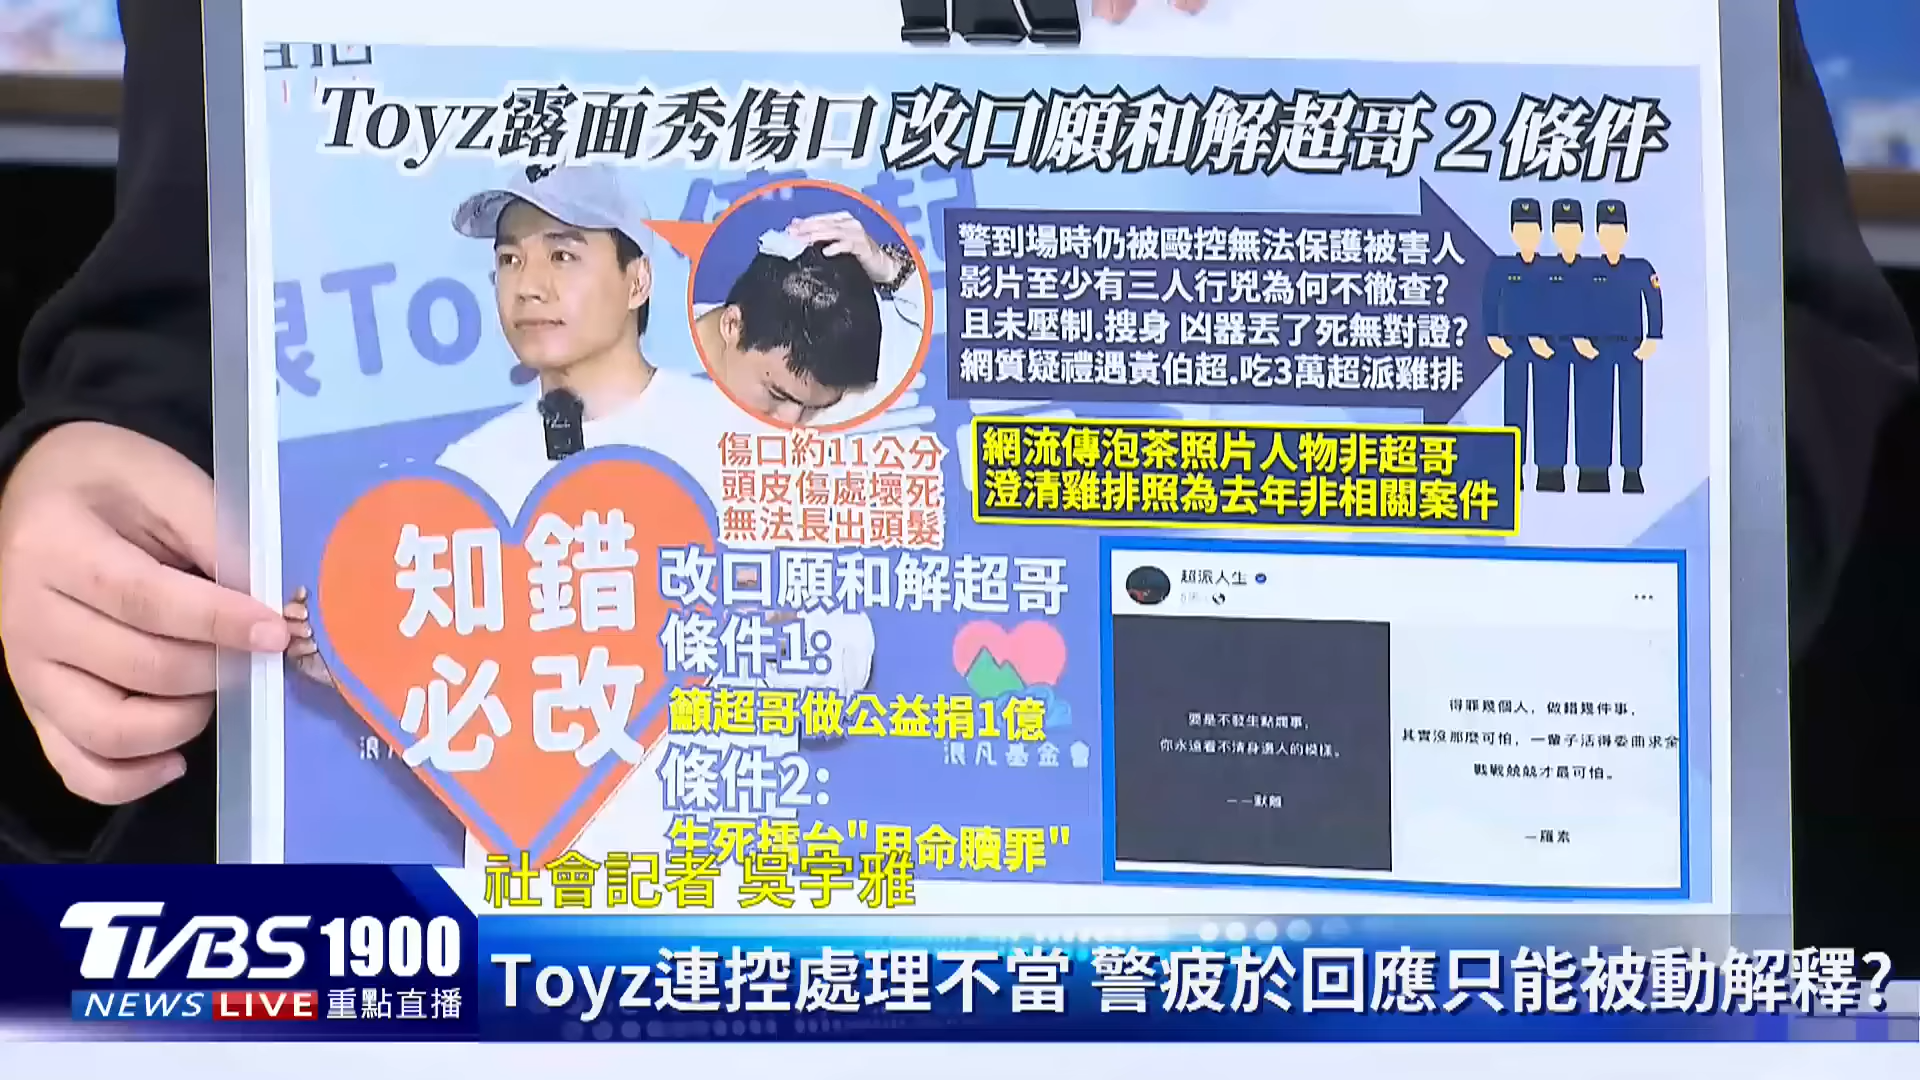 Toyz露面秀傷口 改口願和解超哥2條件
警到場時仍被毆控無法保護被害人
影片至少有三人行兇為何不徹查?
且未壓制.搜身 凶器丟了死無對證?
網質疑禮遇黃伯超.吃3萬超派雞排
網流傳泡茶照片人物非超哥
澄清雞排照為去年非相關案件
傷口約11公分
頭皮傷處壞死
無法長出頭髮
知錯
必改
改口願和解超哥
條件1:
籲超哥做公益捐1億
條件2:
生死擂台"用命贖罪"
浪凡基金會
超派人生
要是不發生點爛事,
你永遠看不清身邊人的模樣。
——默離
得罪幾個人,做錯幾件事,
其實沒那麼可怕,一輩子活得委曲求全
戰戰兢兢才最可怕。
—羅素
社會記者 吳宇雅
TVBS 1900
NEWS LIVE 重點直播
Toyz連控處理不當 警疲於回應只能被動解釋?